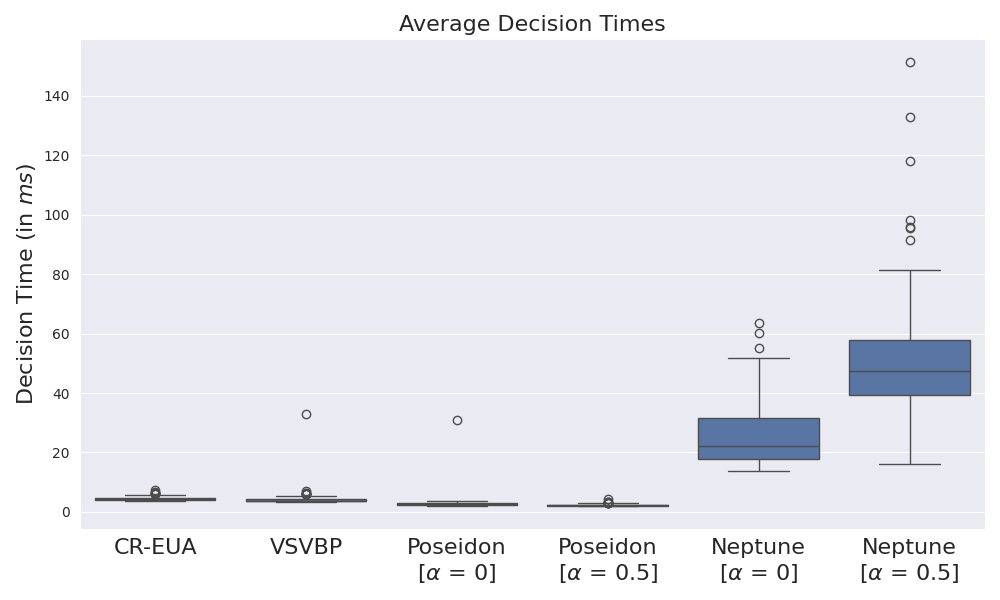 Average Decision Times
Decision Time (in ms)
140
120
100
80
60
40
20
0
CR-EUA VSVBP Poseidon Poseidon Neptune Neptune
[α = 0] [α = 0.5] [α = 0] [α = 0.5]